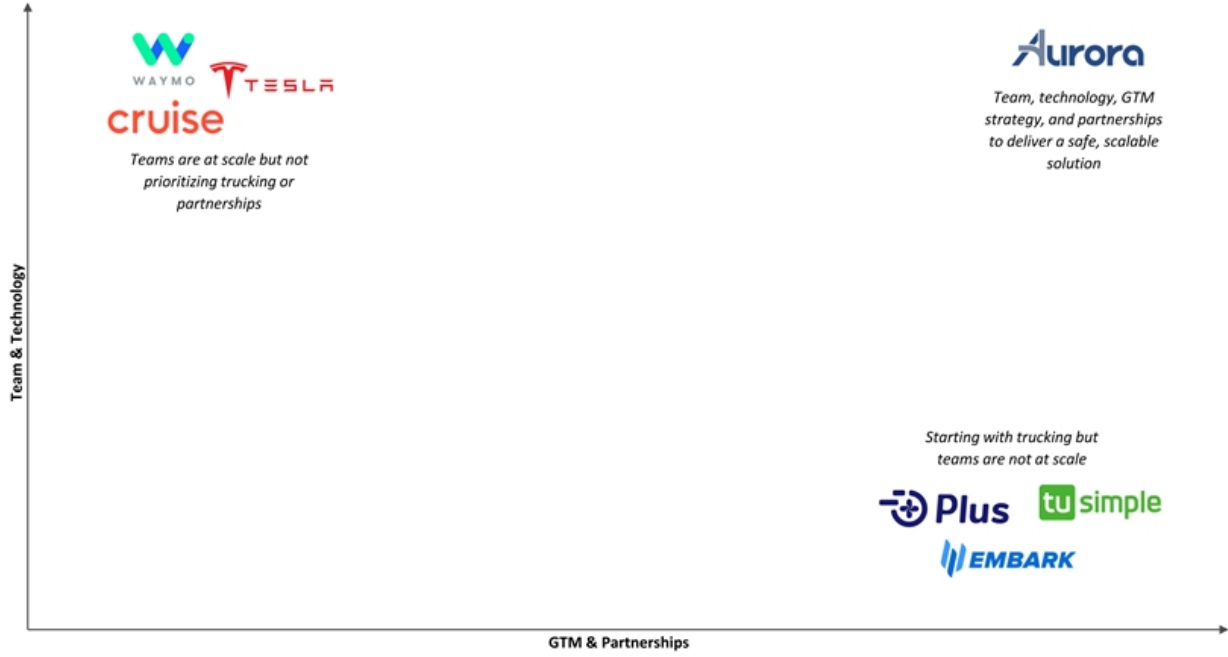 WAYMO
TESLA
cruise
Teams are at scale but not
prioritizing trucking or
partnerships
Aurora
Team, technology, GTM
strategy, and partnerships
to deliver a safe, scalable
solution
Team & Technology
Starting with trucking but
teams are not at scale
Plus
tu simple
EMBARK
GTM & Partnerships